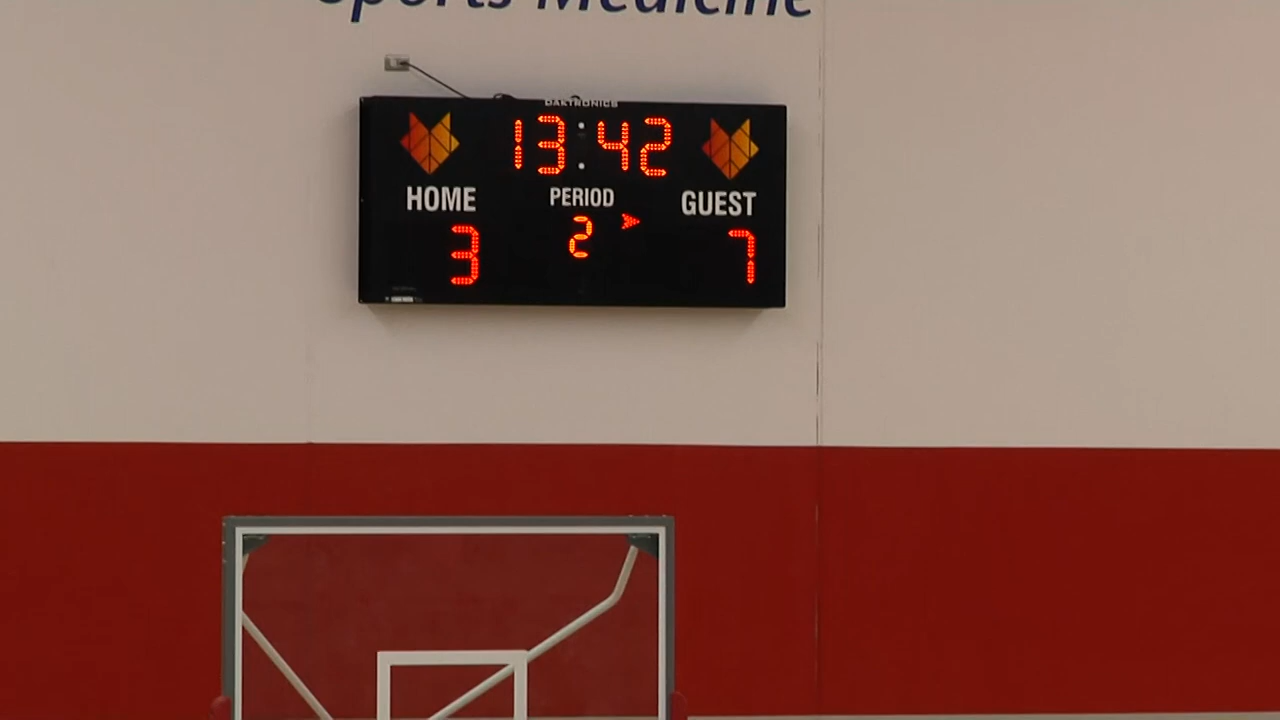 Sports Medicine
DAKTRONICS
13:42
HOME PERIOD GUEST
3 2 7